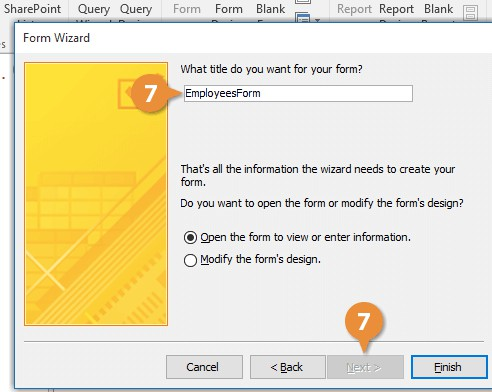 SharePoint Query Query Form Form Blank Report Report Blank
Form Wizard
What title do you want for your form?
7
EmployeesForm
That's all the information the wizard needs to create your
form.
Do you want to open the form or modify the form's design?
Open the form to view or enter information.
Modify the form's design.
7
Cancel < Back Next > Finish